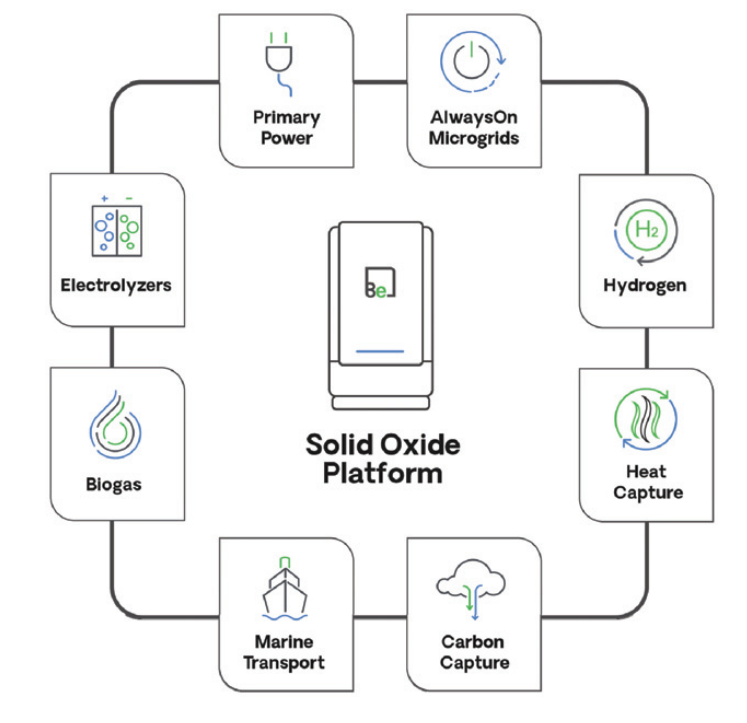 Primary
Power
AlwaysOn
Microgrids
+ −
Electrolyzers
H2
Hydrogen
Be
Solid Oxide
Platform
Biogas
Heat
Capture
Marine
Transport
Carbon
Capture